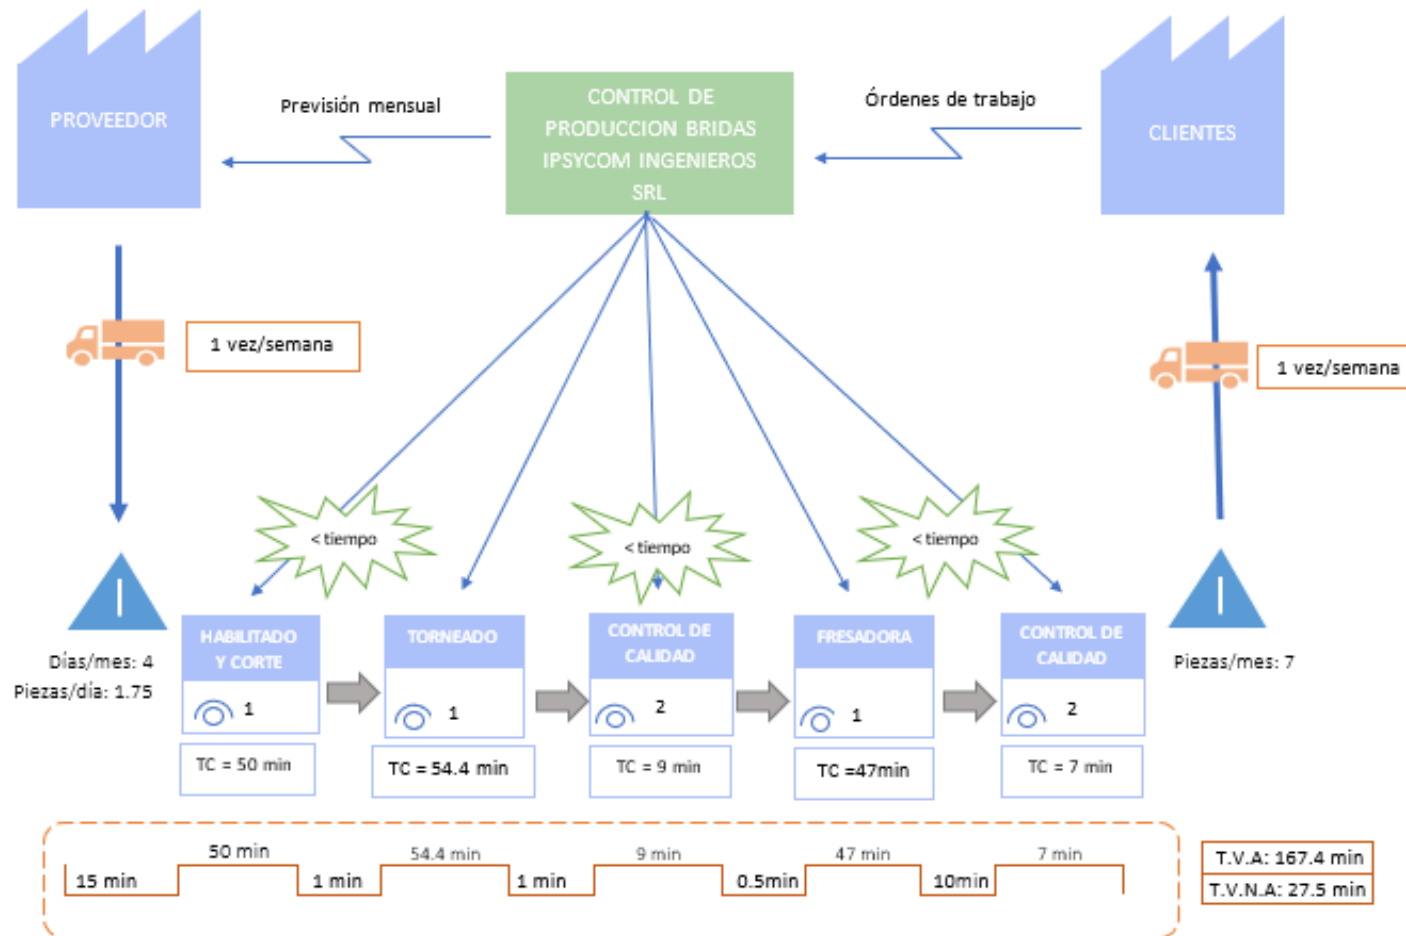 PROVEEDOR
Previsión mensual
CONTROL DE
PRODUCCION BRIDAS
IPSYCOM INGENIEROS
SRL
Órdenes de trabajo
CLIENTES
1 vez/semana
1 vez/semana
< tiempo
< tiempo
< tiempo
I
I
Días/mes: 4
Piezas/día: 1.75
Piezas/mes: 7
HABILITADO
Y CORTE
1
TC = 50 min
TORNEADO
1
TC = 54.4 min
CONTROL DE
CALIDAD
2
TC = 9 min
FRESADORA
1
TC =47min
CONTROL DE
CALIDAD
2
TC = 7 min
15 min
50 min
1 min
54.4 min
1 min
9 min
0.5min
47 min
10min
7 min
T.V.A: 167.4 min
T.V.N.A: 27.5 min